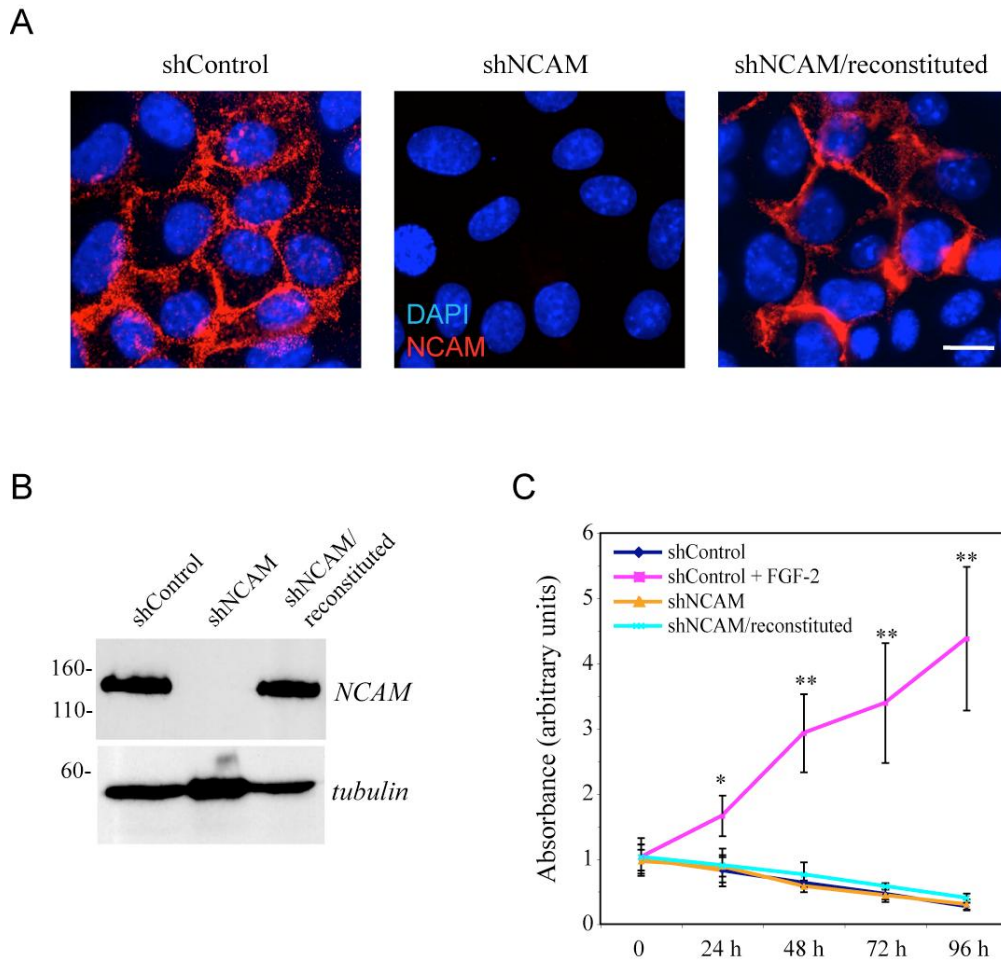 A
shControl
shNCAM
shNCAM/reconstituted
DAPI
NCAM
B
shControl
shNCAM
shNCAM/
reconstituted
160-
110-
NCAM
60-
tubulin
C
Absorbance (arbitrary units)
6
5
4
3
2
1
0
shControl
shControl + FGF-2
shNCAM
shNCAM/reconstituted
*
**
**
**
0
24 h
48 h
72 h
96 h